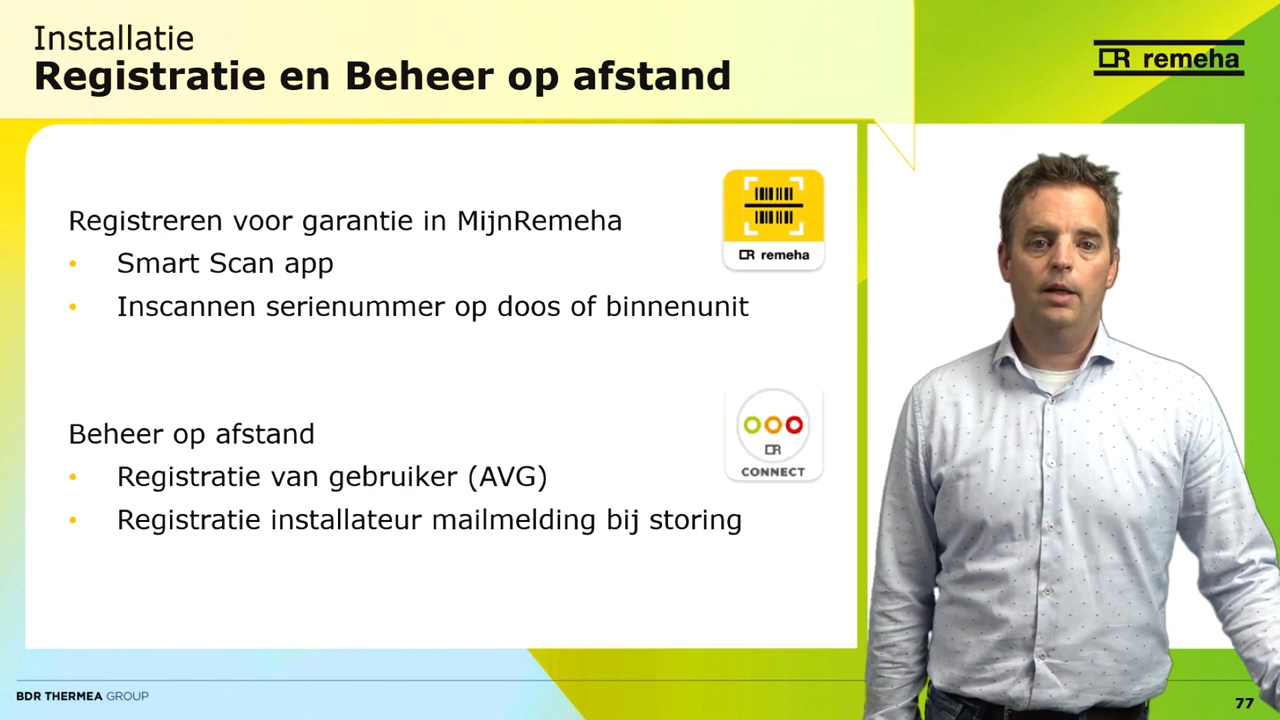 Installatie
Registratie en Beheer op afstand
remeha
Registreren voor garantie in MijnRemeha
• Smart Scan app
• Inscannen serienummer op doos of binnenunit
remeha
Beheer op afstand
• Registratie van gebruiker (AVG)
• Registratie installateur mailmelding bij storing
CONNECT
BDR THERMEA GROUP
77